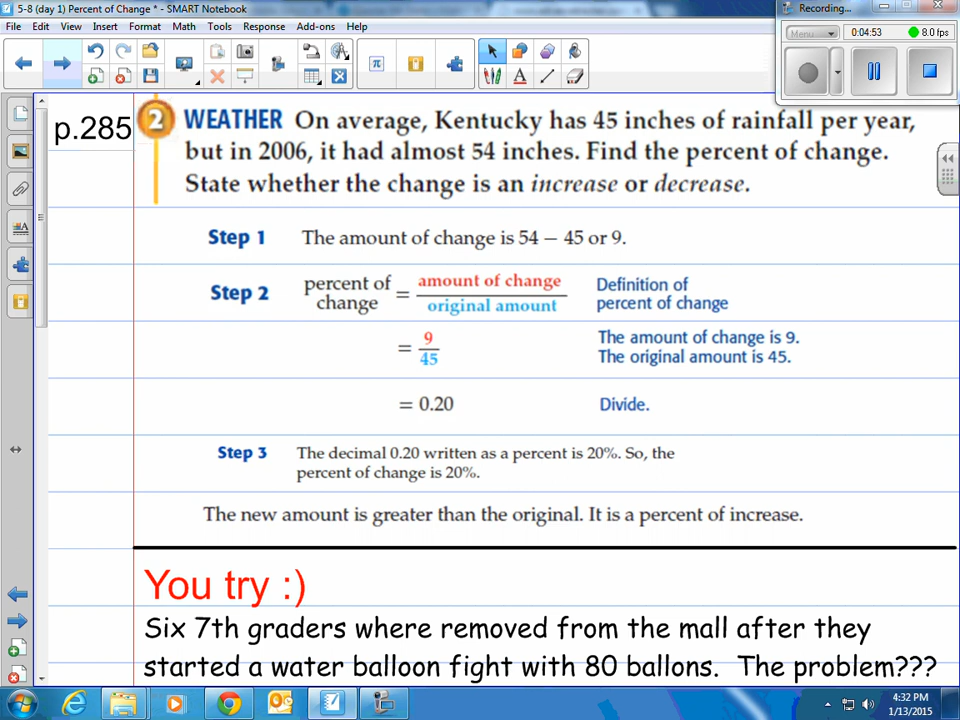 5-8 (day 1) Percent of Change * - SMART Notebook
Recording...
File Edit View Insert Format Math Tools Preferences Add-ons Help
Menu
0:04:53
8.0 fps
p.285
2 WEATHER On average, Kentucky has 45 inches of rainfall per year,
but in 2006, it had almost 54 inches. Find the percent of change.
State whether the change is an increase or decrease.
Step 1 The amount of change is 54 − 45 or 9.
Step 2 percent of change = amount of change / original amount Definition of percent of change
= 9/45 The amount of change is 9. The original amount is 45.
= 0.20 Divide.
Step 3 The decimal 0.20 written as a percent is 20%. So, the
percent of change is 20%.
The new amount is greater than the original. It is a percent of increase.
You try :)
Six 7th graders where removed from the mall after they
started a water balloon fight with 80 ballons. The problem???
4:32 PM
1/13/2015